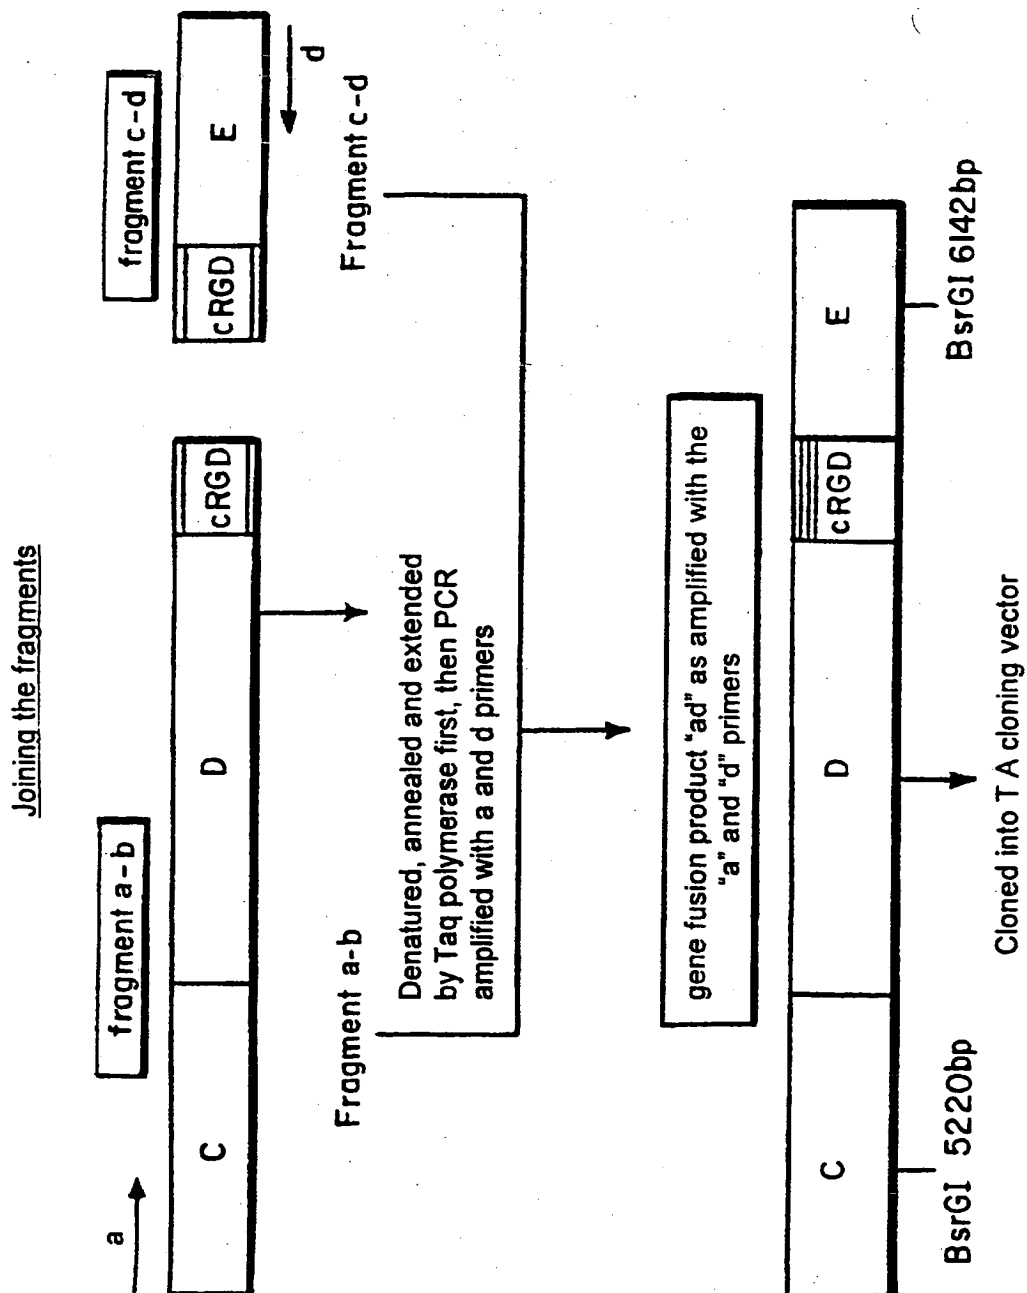 Joining the fragments
fragment a-b
fragment c-d
a
C
D
cRGD
cRGD
E
d
Fragment a-b
Fragment c-d
Denatured, annealed and extended
by Taq polymerase first, then PCR
amplified with a and d primers
gene fusion product "ad" as amplified with the
"a" and "d" primers
C
D
cRGD
E
BsrGI 5220bp
BsrGI 6142bp
Cloned into T A cloning vector